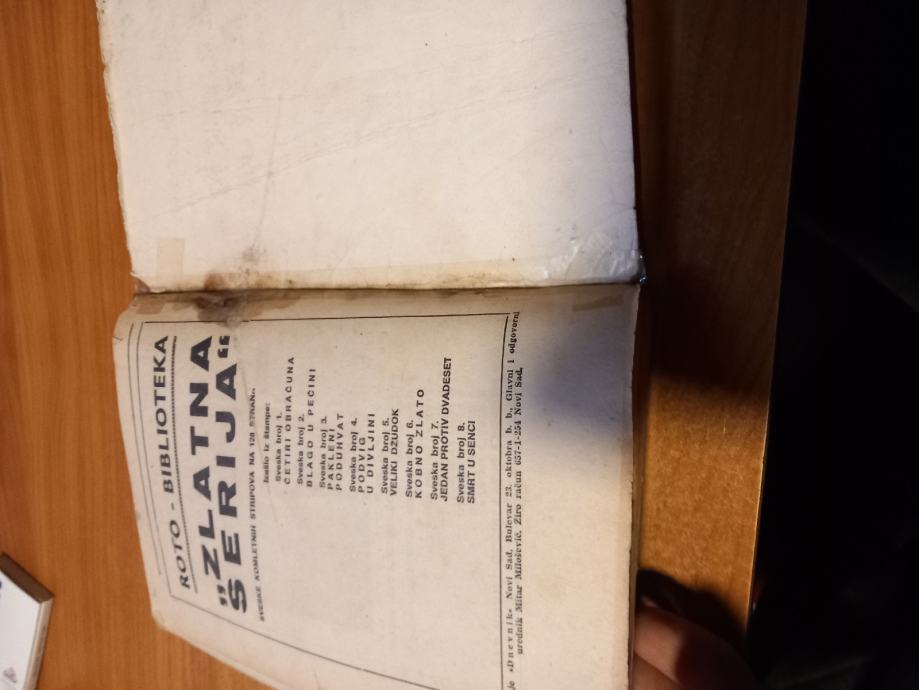 ROTO - BIBLIOTEKA
„ZLATNA
SERIJA“
SVESKE KOMLETNIH STRIPOVA NA 128 STRAN..
Izašlo iz štampe:
Sveska broj 1.
ČETIRI OBRAČUNA
Sveska broj 2.
BLAGO U PEĆINI
Sveska broj 3.
PAKLENI
PODUHVAT
Sveska broj 4.
PODVIG
U DIVLJINI
Sveska broj 5.
VELIKI DŽUDOK
Sveska broj 6.
KOBNO ZLATO
Sveska broj 7.
JEDAN PROTIV DVADESET
Sveska broj 8.
SMRT U SENCI
je »Dnevnik« Novi Sad, Bulevar 23. oktobra b. b., Glavni i odgovorni
urednik Mitar Milošević. Žiro račun 657-1-254 Novi Sad.